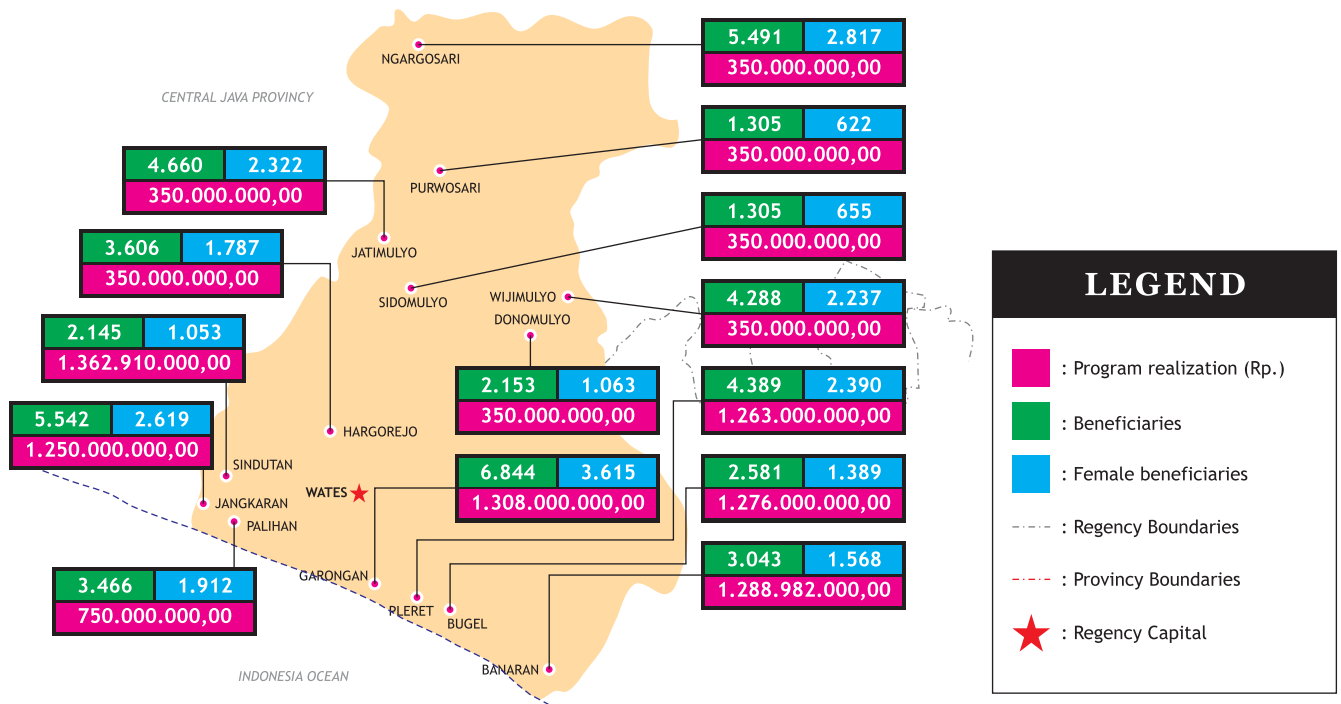 NGARGOSARI
5.491 2.817
350.000.000,00
CENTRAL JAVA PROVINCY
1.305 622
350.000.000,00
PURWOSARI
4.660 2.322
350.000.000,00
JATIMULYO
1.305 655
350.000.000,00
SIDOMULYO
3.606 1.787
350.000.000,00
WIJIMULYO
4.288 2.237
350.000.000,00
DONOMULYO
2.153 1.063
350.000.000,00
2.145 1.053
1.362.910.000,00
4.389 2.390
1.263.000.000,00
5.542 2.619
1.250.000.000,00
HARGOREJO
SINDUTAN
JANGKARAN
PALIHAN
WATES
6.844 3.615
1.308.000.000,00
2.581 1.389
1.276.000.000,00
3.466 1.912
750.000.000,00
GARONGAN
PLERET
BUGEL
3.043 1.568
1.288.982.000,00
BANARAN
INDONESIA OCEAN
LEGEND
: Program realization (Rp.)
: Beneficiaries
: Female beneficiaries
: Regency Boundaries
: Provincy Boundaries
: Regency Capital